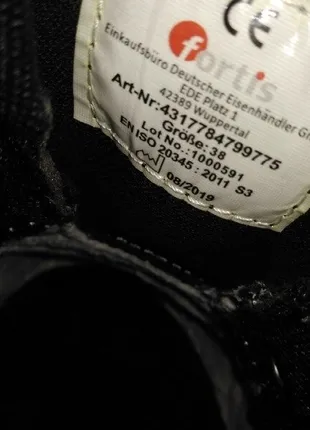 CE
fortis
Einkaufsbüro Deutscher Eisenhändler G
EDE Platz 1
42389 Wuppertal
Art-Nr:4317784799775
Größe: 38
Lot No.:1000591
EN ISO 20345 : 2011 S3
08/2019